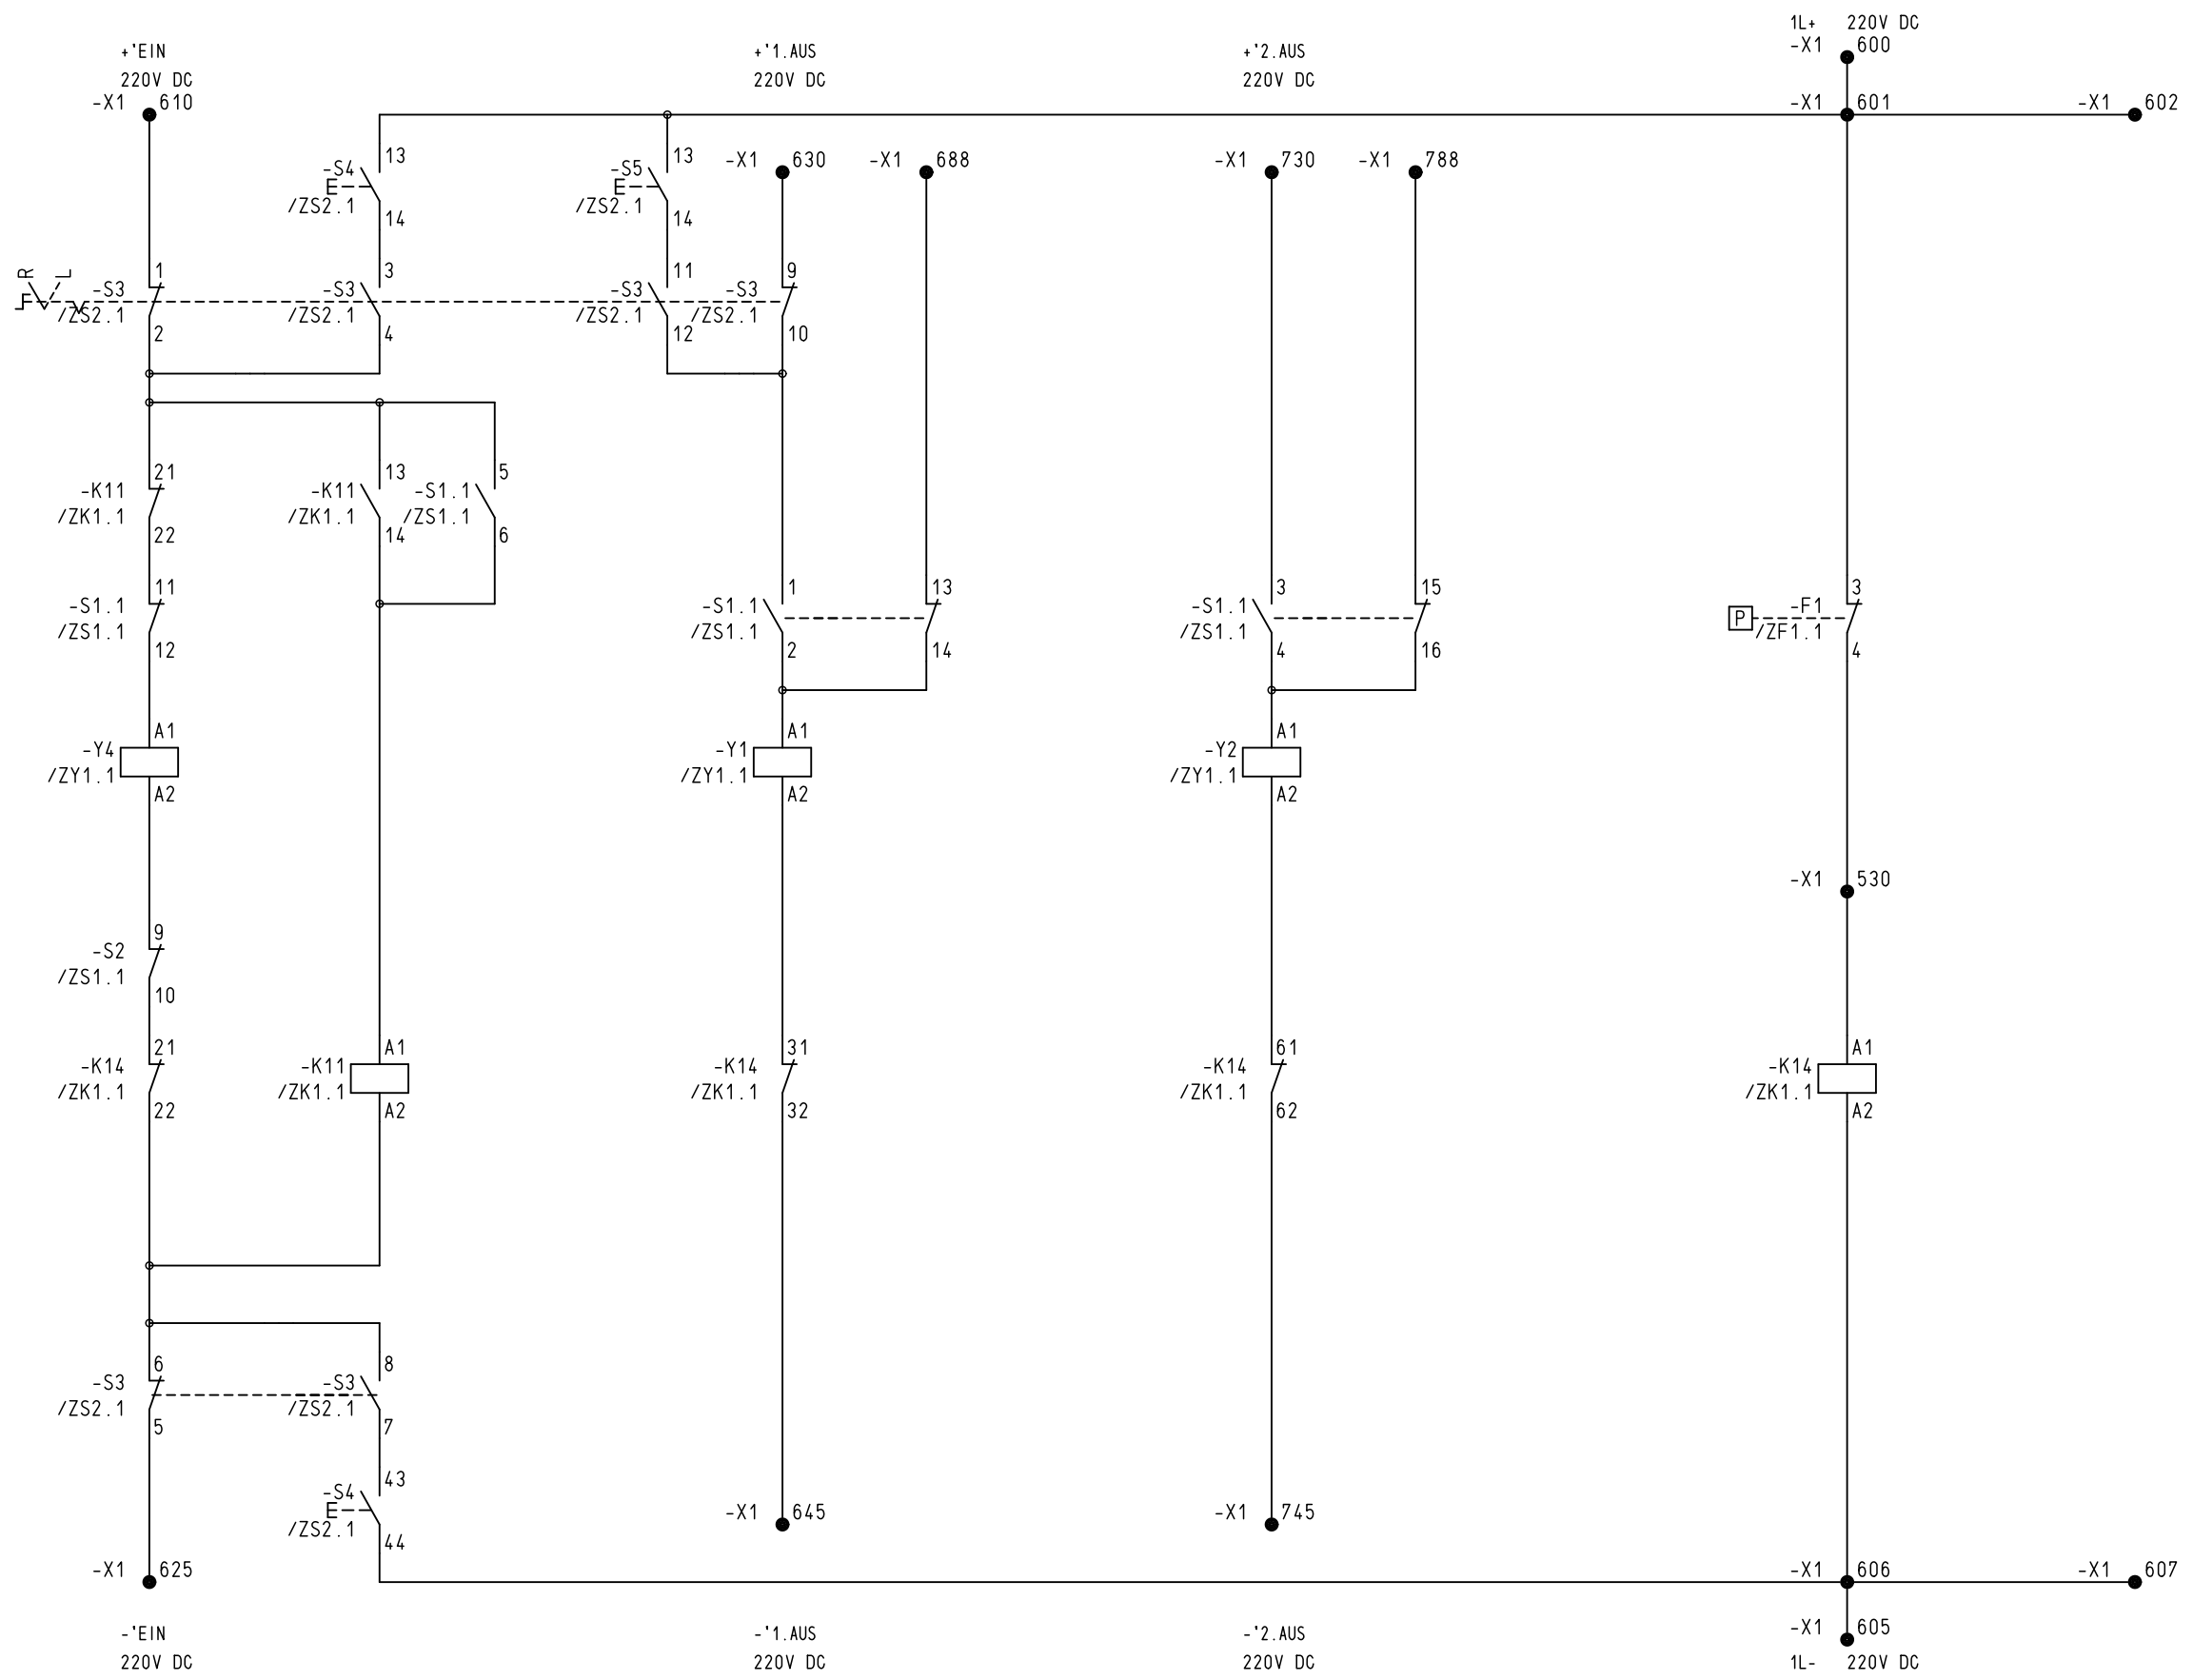 1L+ 220V DC
-X1 600
+'EIN +'1.AUS +'2.AUS
220V DC 220V DC 220V DC
-X1 610 -X1 601 -X1 602
13 13
-S4 -S5 -X1 630 -X1 688 -X1 730 -X1 788
E E
/ZS2.1 /ZS2.1
14 14
R L
1 3 11 9
-S3 -S3 -S3 -S3
/ZS2.1 /ZS2.1 /ZS2.1 /ZS2.1
2 4 12 10
21 13 5
-K11 -K11 -S1.1
/ZK1.1 /ZK1.1 /ZS1.1
22 14 6
11 1 13 3 15 3
-S1.1 -S1.1 -S1.1 P -F1
/ZS1.1 /ZS1.1 /ZS1.1 /ZF1.1
12 2 14 4 16 4
A1 A1 A1
-Y4 -Y1 -Y2
/ZY1.1 /ZY1.1 /ZY1.1
A2 A2 A2
-X1 530
9
-S2
/ZS1.1
10
21 A1 31 61 A1
-K14 -K11 -K14 -K14 -K14
/ZK1.1 /ZK1.1 /ZK1.1 /ZK1.1 /ZK1.1
22 A2 32 62 A2
6 8
-S3 -S3
/ZS2.1 /ZS2.1
5 7
43
-S4
E
/ZS2.1
44
-X1 645 -X1 745
-X1 625 -X1 606 -X1 607
-'EIN -'1.AUS -'2.AUS -X1 605
220V DC 220V DC 220V DC 1L- 220V DC